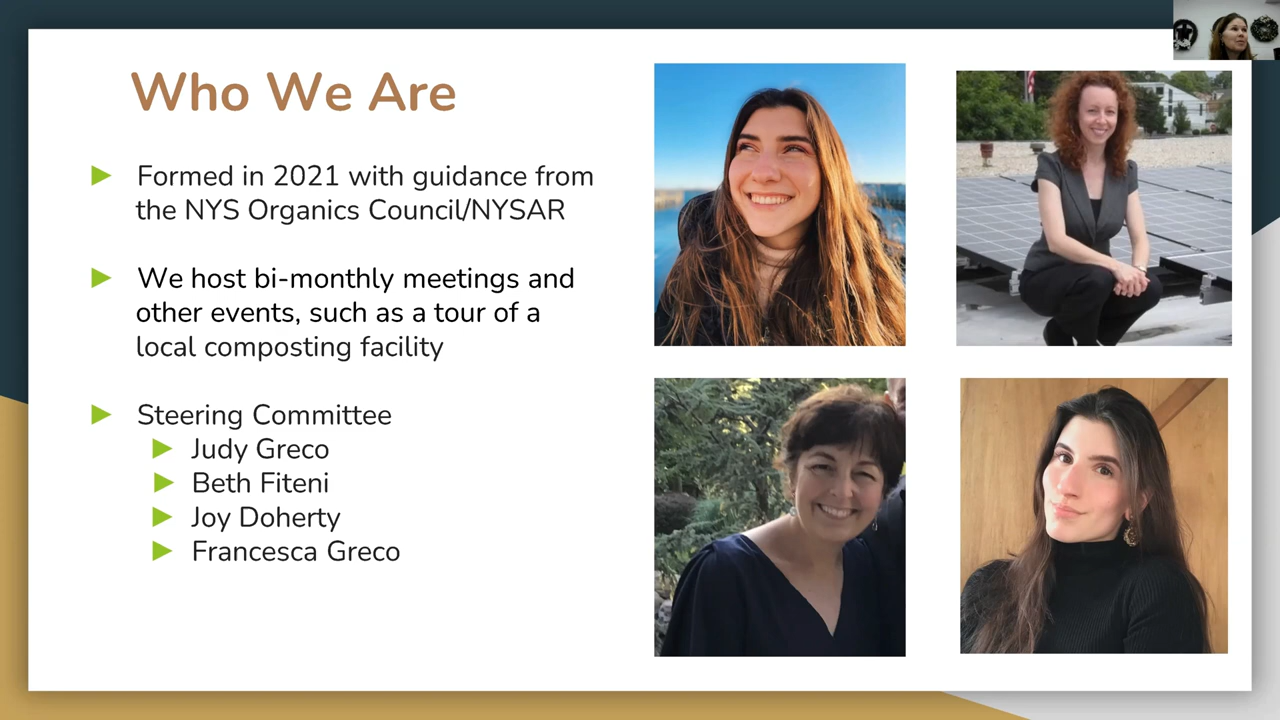 Who We Are
Formed in 2021 with guidance from
the NYS Organics Council/NYSAR
We host bi-monthly meetings and
other events, such as a tour of a
local composting facility
Steering Committee
Judy Greco
Beth Fiteni
Joy Doherty
Francesca Greco